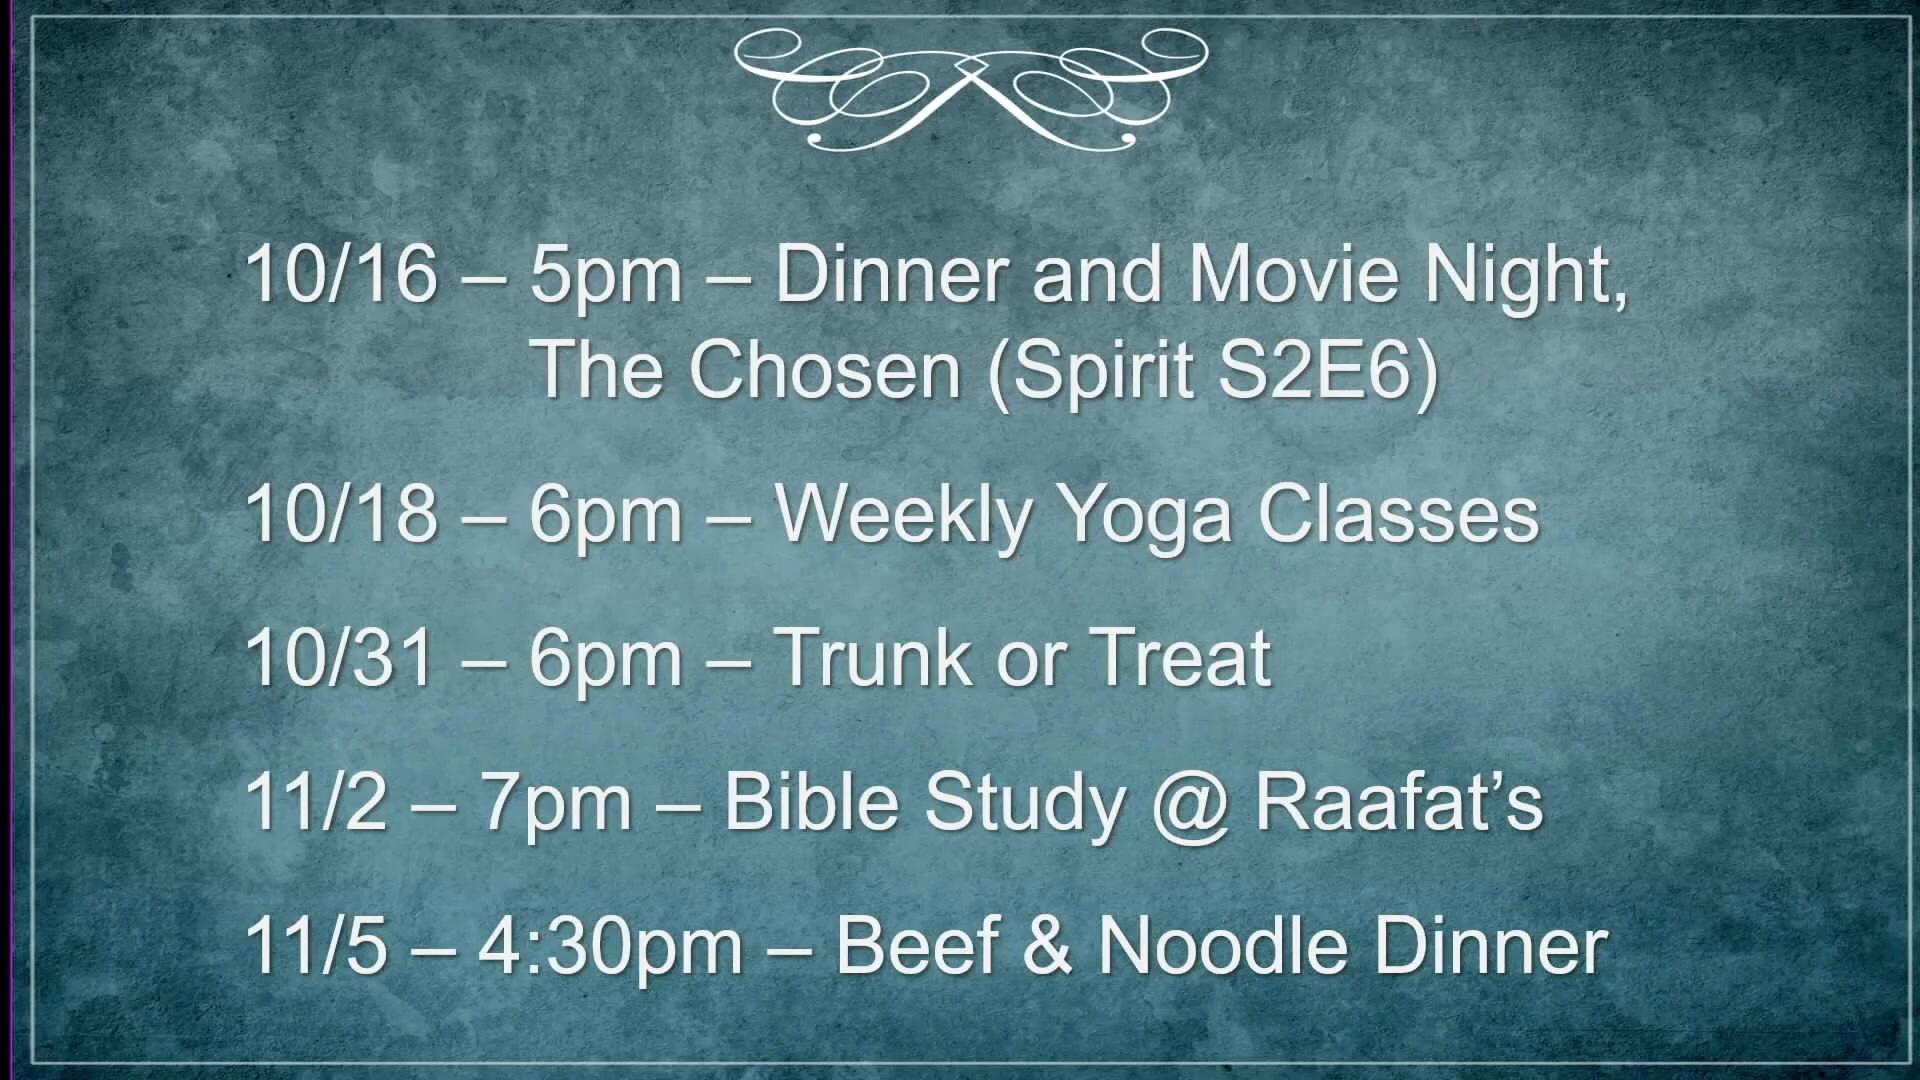 10/16 – 5pm – Dinner and Movie Night,
The Chosen (Spirit S2E6)
10/18 – 6pm – Weekly Yoga Classes
10/31 – 6pm – Trunk or Treat
11/2 – 7pm – Bible Study @ Raafat’s
11/5 – 4:30pm – Beef & Noodle Dinner